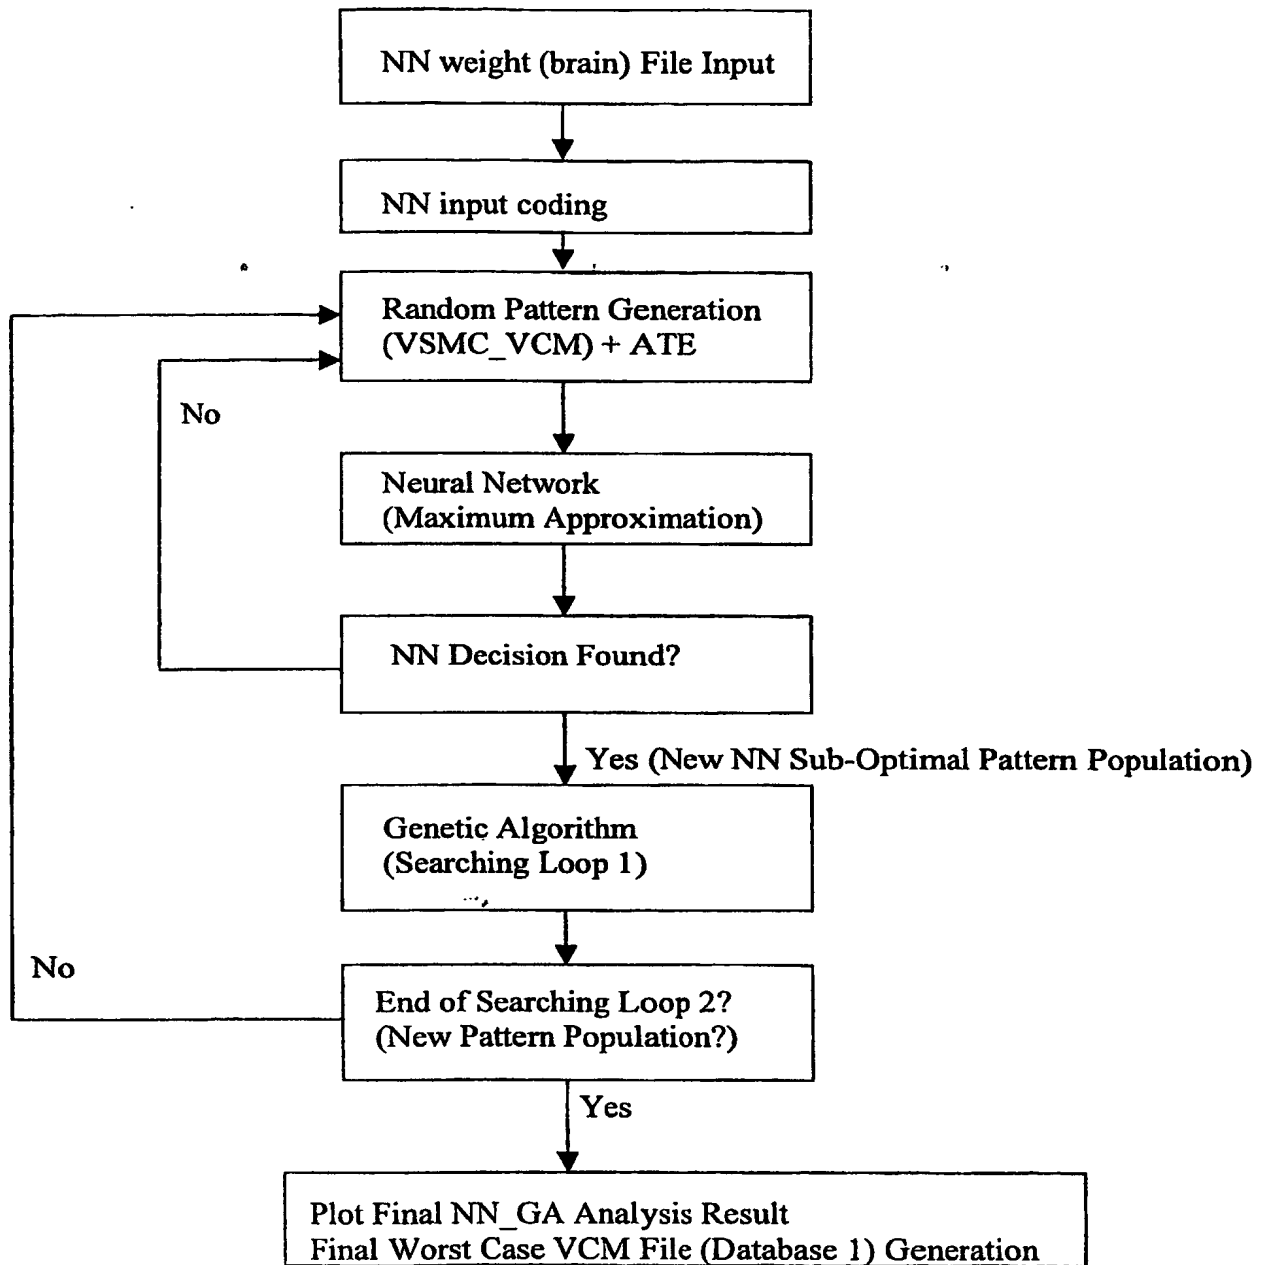 NN weight (brain) File Input
NN input coding
Random Pattern Generation
(VSMC_VCM) + ATE
No
Neural Network
(Maximum Approximation)
NN Decision Found?
Yes (New NN Sub-Optimal Pattern Population)
Genetic Algorithm
(Searching Loop 1)
No
End of Searching Loop 2?
(New Pattern Population?)
Yes
Plot Final NN_GA Analysis Result
Final Worst Case VCM File (Database 1) Generation